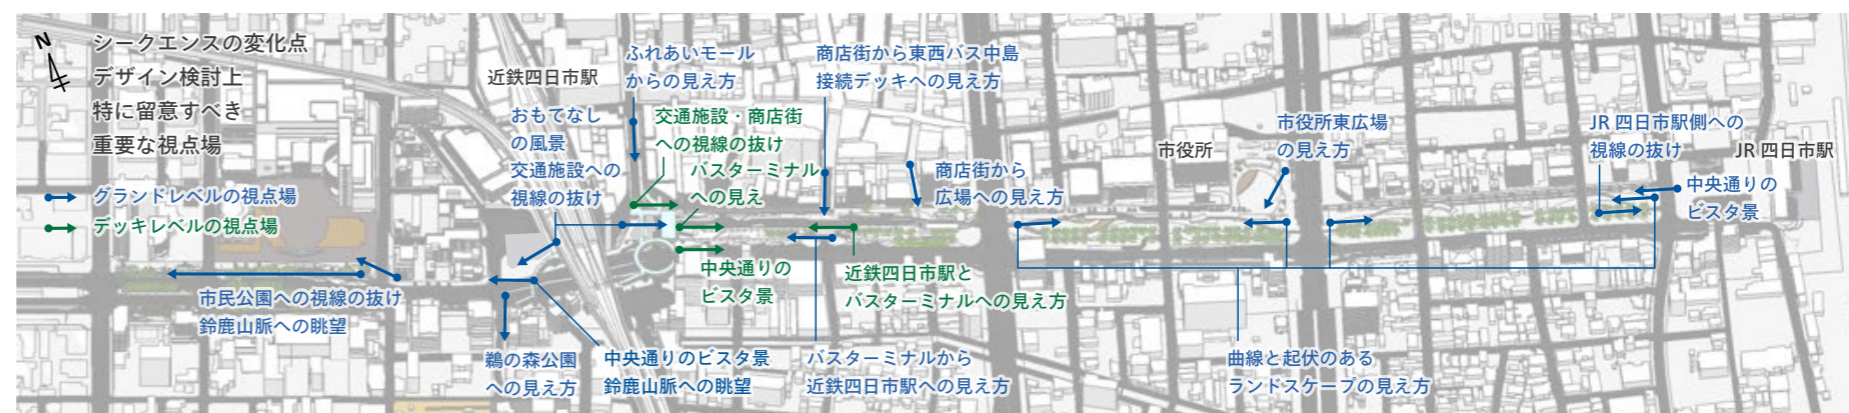 N
シークエンスの変化点
デザイン検討上
特に留意すべき
重要な視点場
グランドレベルの視点場
デッキレベルの視点場
近鉄四日市駅
おもてなし
の風景
交通施設への
視線の抜け
ふれあいモール
からの見え方
交通施設・商店街
への視線の抜け
バスターミナル
への見え
商店街から東西バス中島
接続デッキへの見え方
商店街から
広場への見え方
市役所
市役所東広場
の見え方
JR 四日市駅側への
視線の抜け
JR 四日市駅
中央通りの
ビスタ景
市民公園への視線の抜け
鈴鹿山脈への眺望
鵜の森公園
への見え方
中央通りのビスタ景
鈴鹿山脈への眺望
中央通りの
ビスタ景
バスターミナルから
近鉄四日市駅への見え方
近鉄四日市駅と
バスターミナルへの見え方
曲線と起伏のある
ランドスケープの見え方